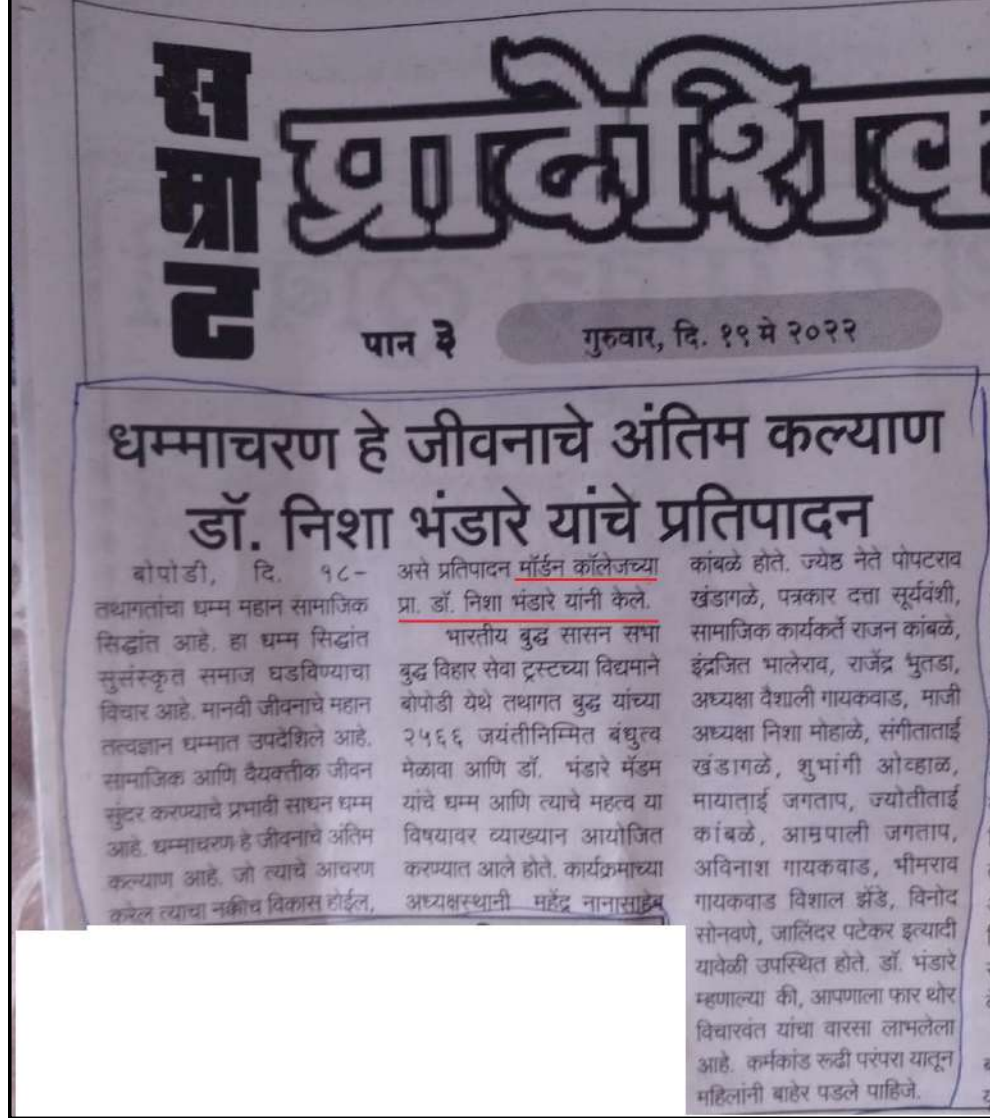 सम्राट
प्रादेशिक
पान ३
गुरुवार, दि. १९ मे २०२२
धम्माचरण हे जीवनाचे अंतिम कल्याण
डॉ. निशा भंडारे यांचे प्रतिपादन
बोपोडी, दि. १८-
तथागतांचा धम्म महान सामाजिक
सिद्धांत आहे. हा धम्म सिद्धांत
सुसंस्कृत समाज घडविण्याचा
विचार आहे. मानवी जीवनाचे महान
तत्वज्ञान धम्मात उपदेशिले आहे.
सामाजिक आणि वैयक्तीक जीवन
सुंदर करण्याचे प्रभावी साधन धम्म
आहे. धम्माचरण हे जीवनाचे अंतिम
कल्याण आहे. जो त्याचे आचरण
करेल त्याचा नक्कीच विकास होईल,
असे प्रतिपादन मॉर्डन कॉलेजच्या
प्रा. डॉ. निशा भंडारे यांनी केले.
भारतीय बुद्ध सासन सभा
बुद्ध विहार सेवा ट्रस्टच्या विद्यमाने
बोपोडी येथे तथागत बुद्ध यांच्या
२५६६ जयंतीनिम्मित बंधुत्व
मेळावा आणि डॉ. भंडारे मॅडम
यांचे धम्म आणि त्याचे महत्व या
विषयावर व्याख्यान आयोजित
करण्यात आले होते. कार्यक्रमाच्या
अध्यक्षस्थानी महेंद्र नानासाहेब
कांबळे होते. ज्येष्ठ नेते पोपटराव
खंडागळे, पत्रकार दत्ता सूर्यवंशी,
सामाजिक कार्यकर्ते राजन कांबळे,
इंद्रजित भालेराव, राजेंद्र भुतडा,
अध्यक्षा वैशाली गायकवाड, माजी
अध्यक्षा निशा मोहाळे, संगीताताई
खंडागळे, शुभांगी ओव्हाळ,
मायाताई जगताप, ज्योतीताई
कांबळे, आम्रपाली जगताप,
अविनाश गायकवाड, भीमराव
गायकवाड विशाल झेंडे, विनोद
सोनवणे, जालिंदर पटेकर इत्यादी
यावेळी उपस्थित होते. डॉ. भंडारे
म्हणाल्या की, आपणाला फार थोर
विचारवंत यांचा वारसा लाभलेला
आहे. कर्मकांड रूढी परंपरा यातून
महिलांनी बाहेर पडले पाहिजे.